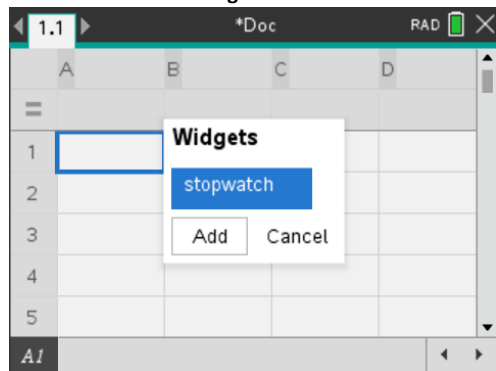 1.1 *Doc RAD
A B C D
=
1
2
3
4
5
Widgets
stopwatch
Add Cancel
A1